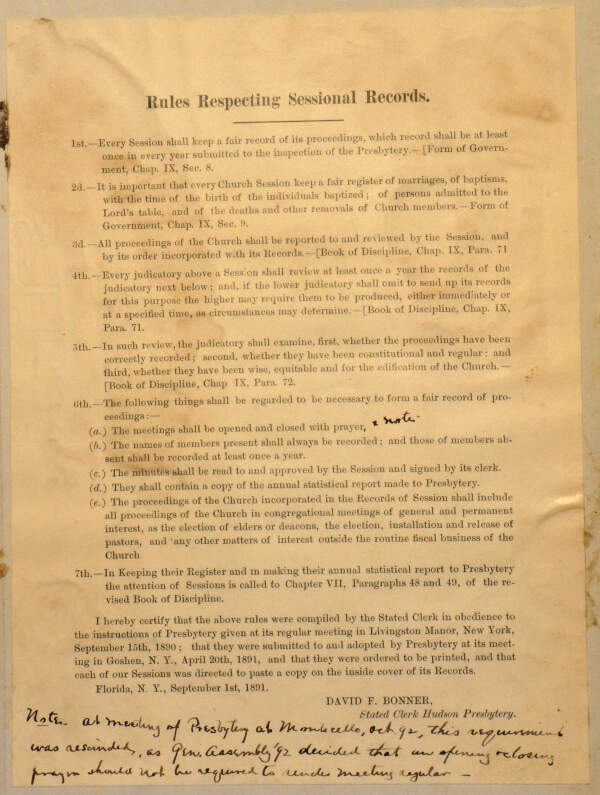 Rules Respecting Sessional Records.
1st.—Every Session shall keep a fair record of its proceedings, which record shall be at least
once in every year submitted to the inspection of the Presbytery.—[Form of Govern-
ment, Chap. IX, Sec. 8.
2d.—It is important that every Church Session keep a fair register of marriages, of baptisms,
with the time of the birth of the individuals baptized; of persons admitted to the
Lord's table, and of the deaths and other removals of Church members.—Form of
Government, Chap. IX, Sec. 9.
3d.—All proceedings of the Church shall be reported to and reviewed by the Session, and
by its order incorporated with its Records.—[Book of Discipline, Chap. IX, Para. 71
4th.—Every judicatory above a Session shall review at least once a year the records of the
judicatory next below; and, if the lower judicatory shall omit to send up its records
for this purpose the higher may require them to be produced, either immediately or
at a specified time, as circumstances may determine.—[Book of Discipline, Chap. IX,
Para. 71.
5th.—In such review, the judicatory shall examine, first, whether the proceedings have been
correctly recorded; second, whether they have been constitutional and regular: and
third, whether they have been wise, equitable and for the edification of the Church.—
[Book of Discipline, Chap IX, Para. 72.
6th.—The following things shall be regarded to be necessary to form a fair record of pro-
ceedings:—
(a.) The meetings shall be opened and closed with prayer, x note
(b.) The names of members present shall always be recorded; and those of members ab-
sent shall be recorded at least once a year.
(c.) The minutes shall be read to and approved by the Session and signed by its clerk.
(d.) They shall contain a copy of the annual statistical report made to Presbytery.
(e.) The proceedings of the Church incorporated in the Records of Session shall include
all proceedings of the Church in congregational meetings of general and permanent
interest, as the election of elders or deacons, the election, installation and release of
pastors, and any other matters of interest outside the routine fiscal business of the
Church
7th.—In Keeping their Register and in making their annual statistical report to Presbytery
the attention of Sessions is called to Chapter VII, Paragraphs 48 and 49, of the re-
vised Book of Discipline.
I hereby certify that the above rules were compiled by the Stated Clerk in obedience to
the instructions of Presbytery given at its regular meeting in Livingston Manor, New York,
September 15th, 1890; that they were submitted to and adopted by Presbytery at its meet-
ing in Goshen, N. Y., April 20th, 1891, and that they were ordered to be printed, and that
each of our Sessions was directed to paste a copy on the inside cover of its Records.
Florida, N. Y., September 1st, 1891.
DAVID F. BONNER,
Stated Clerk Hudson Presbytery.
Note. At meeting of Presbytery at Monticello, Oct. 92, this requirement
was rescinded, as Gen. Assembly '92 decided that an opening & closing
prayer should not be required to render meeting regular —